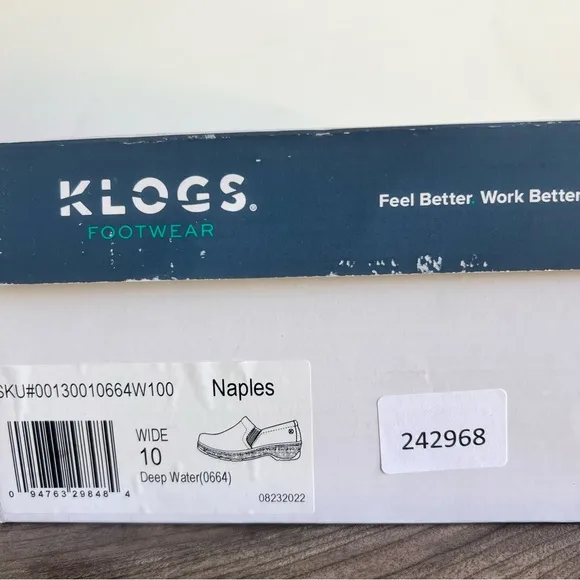 KLOGS®
FOOTWEAR
Feel Better. Work Better
SKU#00130010664W100
Naples
WIDE
10
Deep Water(0664)
0 94763 29848 4
08232022
242968